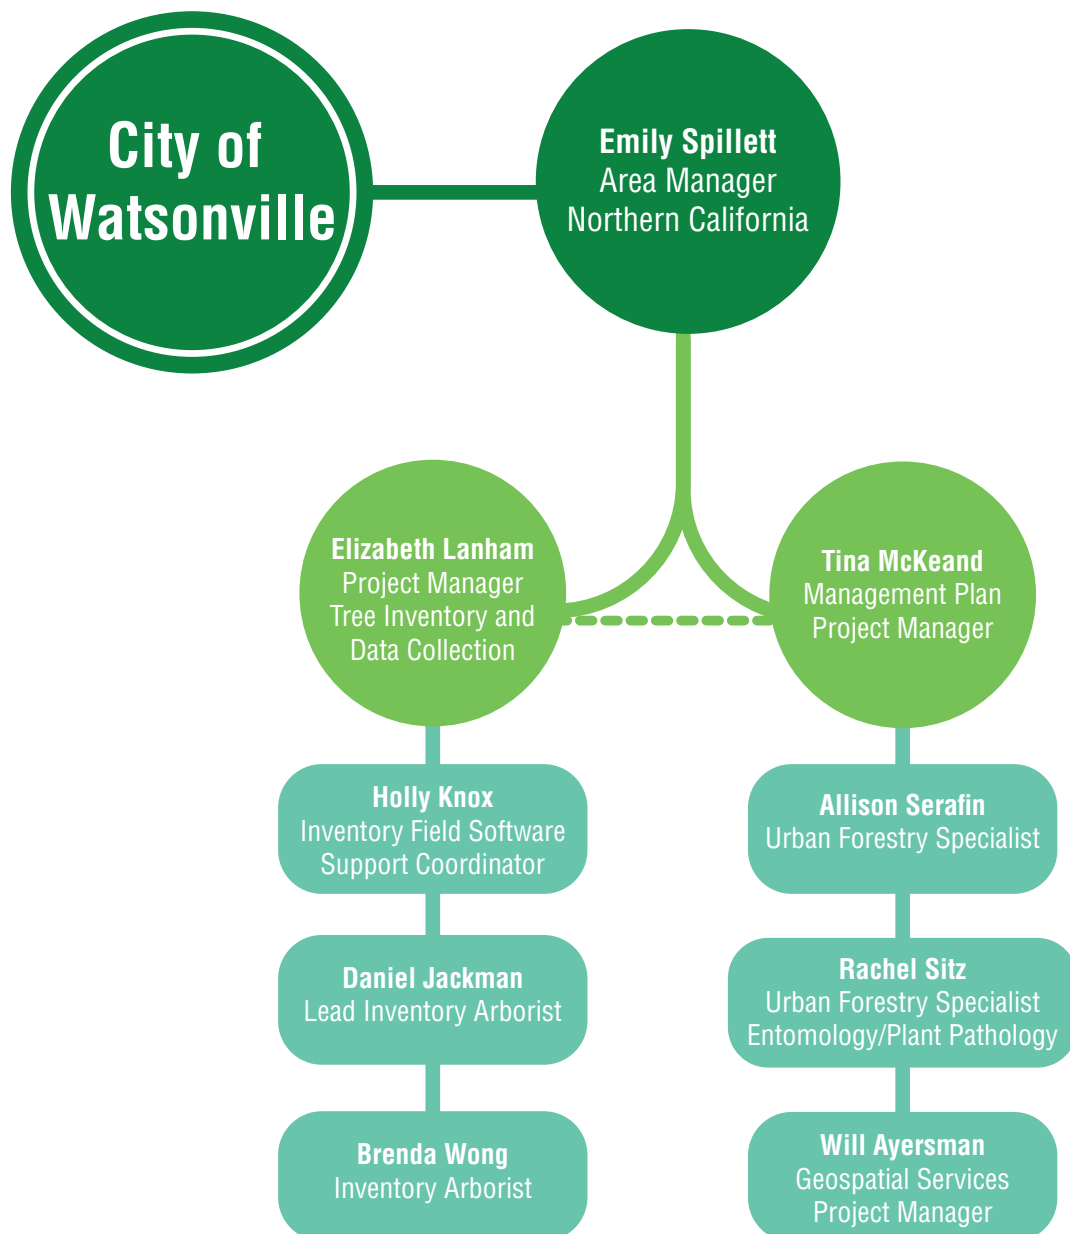 City of
Watsonville
Emily Spillett
Area Manager
Northern California
Elizabeth Lanham
Project Manager
Tree Inventory and
Data Collection
Tina McKeand
Management Plan
Project Manager
Holly Knox
Inventory Field Software
Support Coordinator
Daniel Jackman
Lead Inventory Arborist
Brenda Wong
Inventory Arborist
Allison Serafin
Urban Forestry Specialist
Rachel Sitz
Urban Forestry Specialist
Entomology/Plant Pathology
Will Ayersman
Geospatial Services
Project Manager